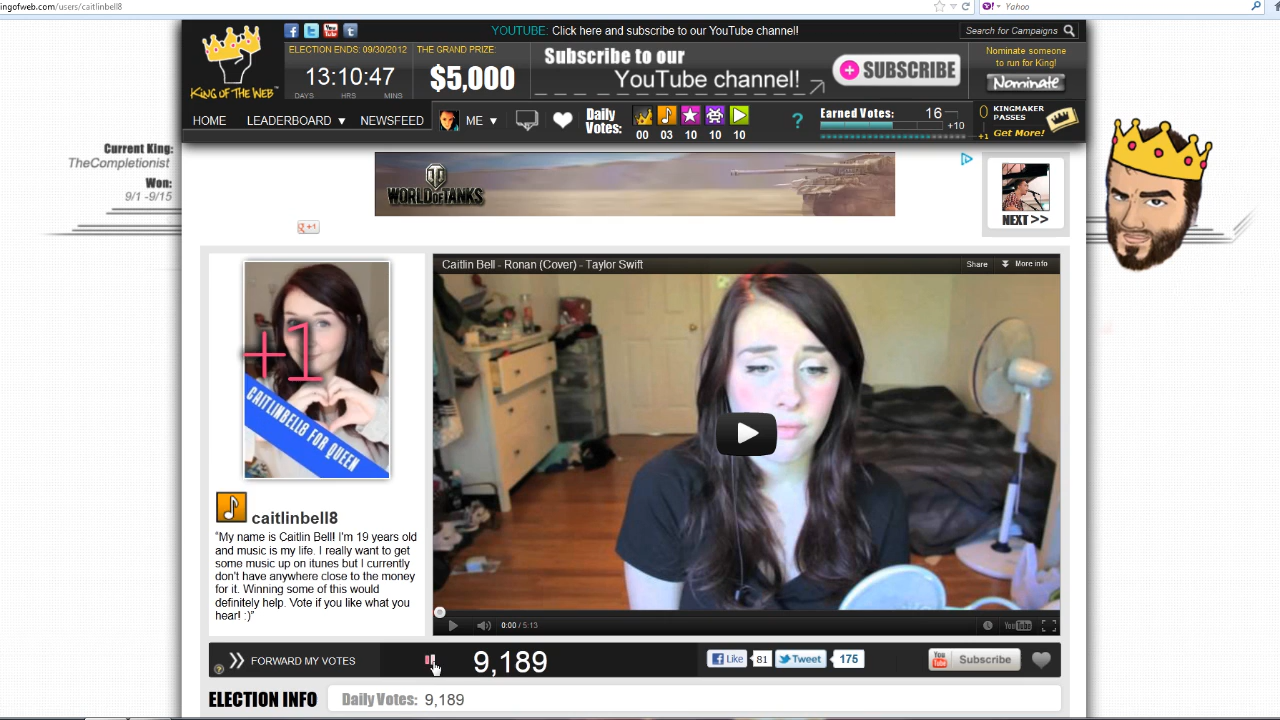 ingofweb.com/users/caitlinbell8
Yahoo
KING OF THE WEB™
ELECTION ENDS: 09/30/2012
13:10:47
DAYS HRS MINS
THE GRAND PRIZE:
$5,000
YOUTUBE: Click here and subscribe to our YouTube channel!
Subscribe to our
YouTube channel!
SUBSCRIBE
Search for Campaigns
Nominate someone
to run for King!
Nominate
HOME LEADERBOARD NEWSFEED ME
Daily
Votes:
00 03 10 10 10
?
Earned Votes: 16
+10
+1
0 KINGMAKER
PASSES
Get More!
Current King:
TheCompletionist
Won:
9/1 -9/15
WORLD OF TANKS
NEXT >>
+1
+1
CAITLINBELL8 FOR QUEEN
caitlinbell8
"My name is Caitlin Bell! I'm 19 years old
and music is my life. I really want to get
some music up on itunes but I currently
don't have anywhere close to the money
for it. Winning some of this would
definitely help. Vote if you like what you
hear! :)"
Caitlin Bell - Ronan (Cover) - Taylor Swift
Share More info
0:00 / 5:13
YouTube
? FORWARD MY VOTES
9,189
Like 81
Tweet 175
You Tube Subscribe
ELECTION INFO
Daily Votes: 9,189